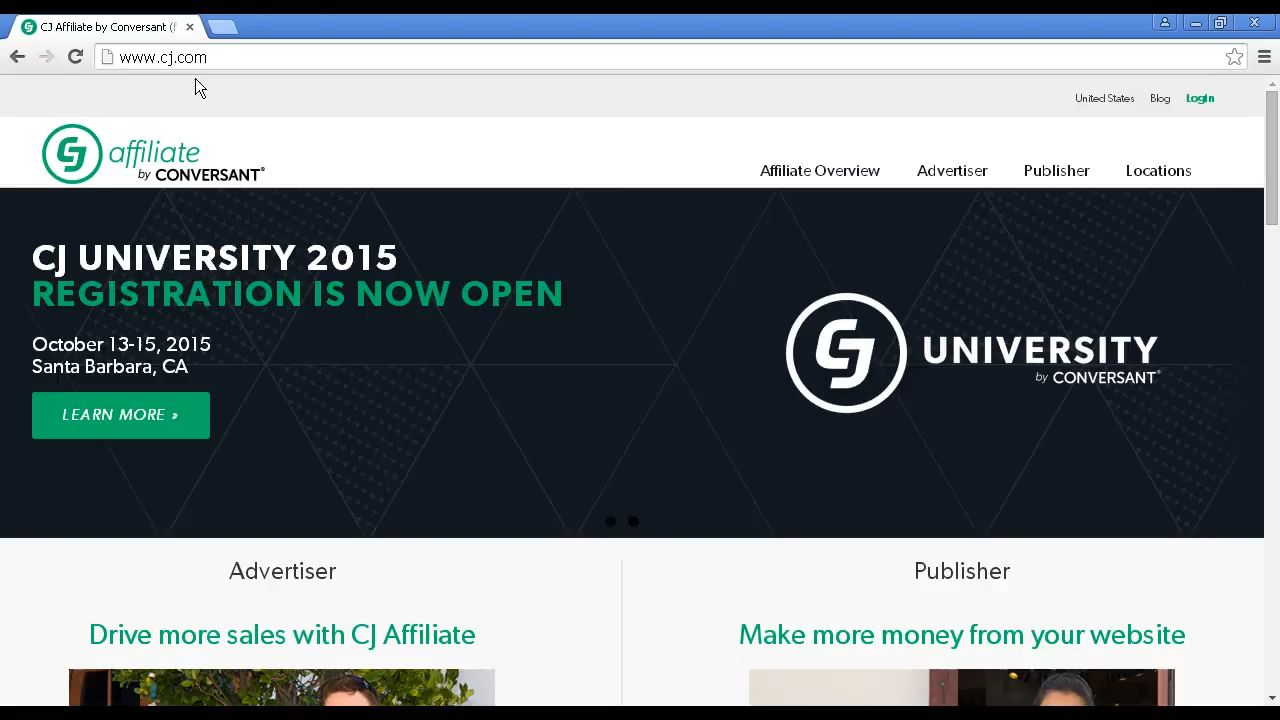 CJ Affiliate by Conversant (f
www.cj.com
United States Blog Login
CJ affiliate
by CONVERSANT®
Affiliate Overview Advertiser Publisher Locations
CJ UNIVERSITY 2015
REGISTRATION IS NOW OPEN
October 13-15, 2015
Santa Barbara, CA
LEARN MORE »
CJ UNIVERSITY
by CONVERSANT®
Advertiser Publisher
Drive more sales with CJ Affiliate Make more money from your website